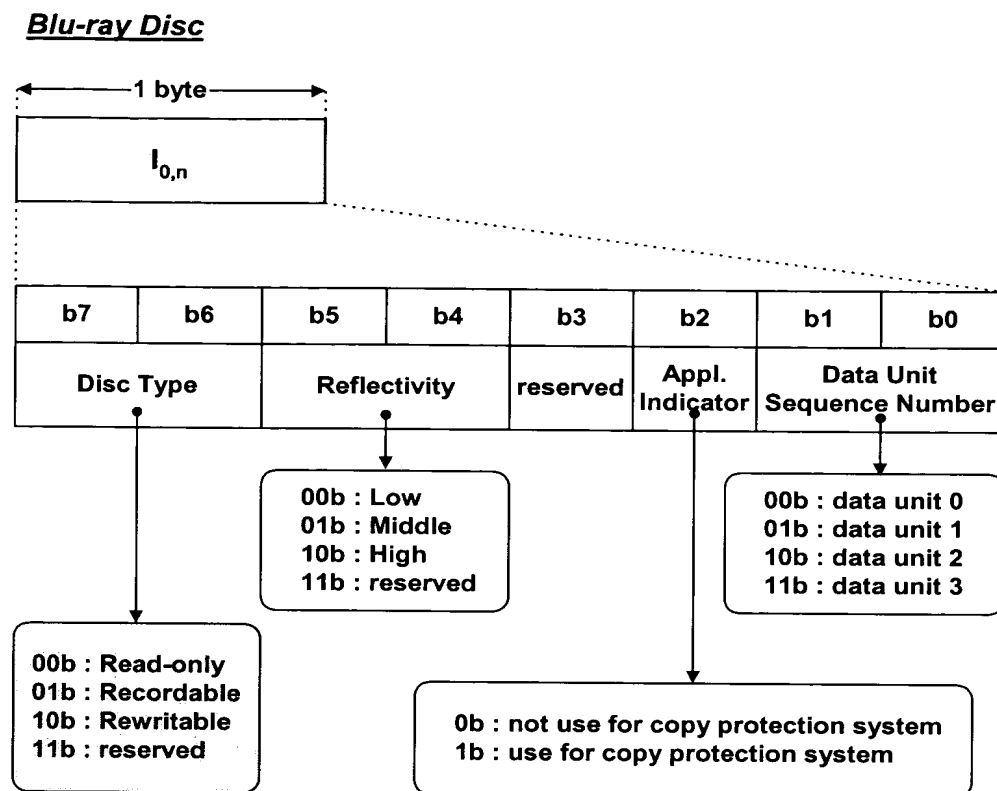 Blu-ray Disc
1 byte
I0,n
b7 b6 b5 b4 b3 b2 b1 b0
Disc Type
Reflectivity
reserved
Appl.
Indicator
Data Unit
Sequence Number
00b : Low
01b : Middle
10b : High
11b : reserved
00b : data unit 0
01b : data unit 1
10b : data unit 2
11b : data unit 3
00b : Read-only
01b : Recordable
10b : Rewritable
11b : reserved
0b : not use for copy protection system
1b : use for copy protection system